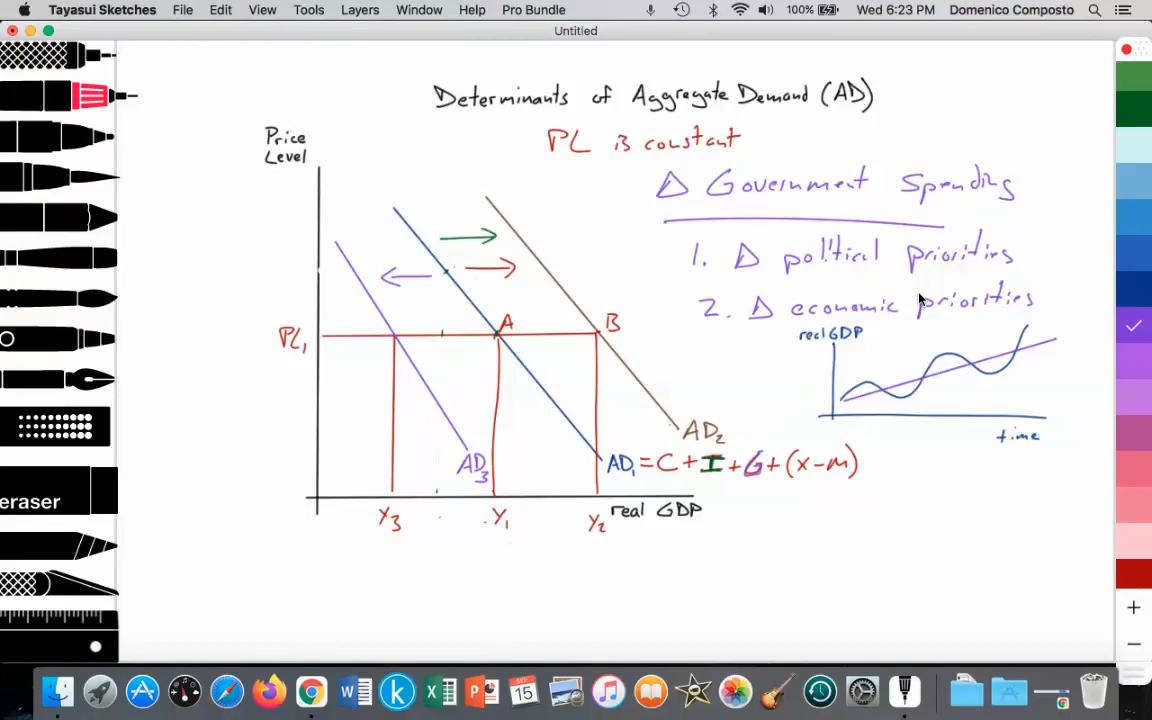 Tayasui Sketches File Edit View Tools Layers Window Help Pro Bundle 100% Wed 6:23 PM Domenico Composto
Untitled
Determinants of Aggregate Demand (AD)
PL is constant
Price
Level
Δ Government Spending
1. Δ political priorities
2. Δ economic priorities
real GDP
time
A
B
PL1
AD2
AD3
AD1 = C + I + G + (x-m)
real GDP
Y3
Y1
Y2
eraser
SEP
15